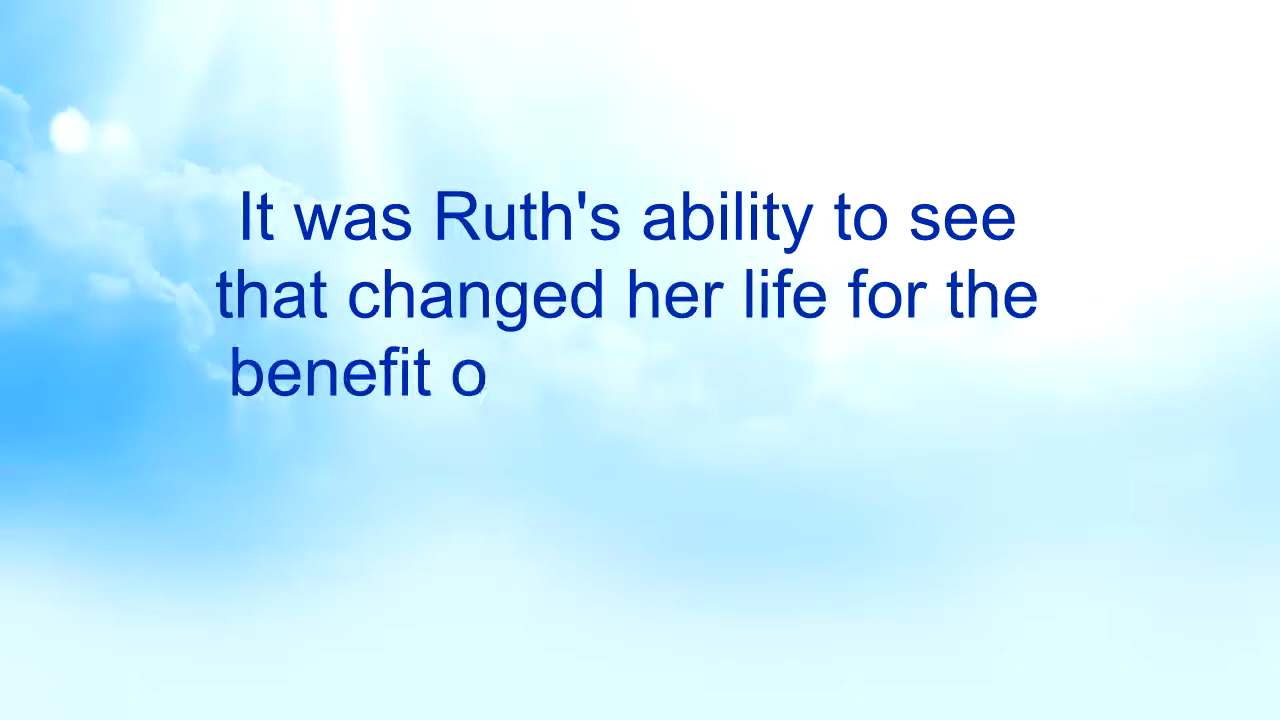 It was Ruth's ability to see
that changed her life for the
benefit o